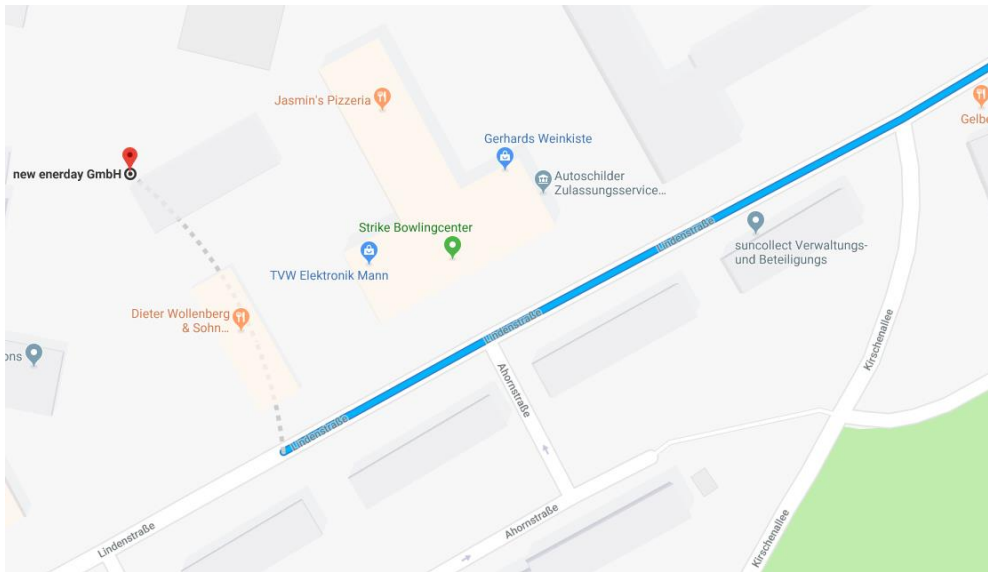 Jasmin's Pizzeria
Gerhards Weinkiste
Gelbe
new enerday GmbH
Autoschilder
Zulassungsservice...
Strike Bowlingcenter
Lindenstraße
suncollect Verwaltungs-
und Beteiligungs
TVW Elektronik Mann
Dieter Wollenberg
& Sohn...
Lindenstraße
Kirschenallee
ons
Ahornstraße
Lindenstraße
Lindenstraße
Ahornstraße
Kirschenallee